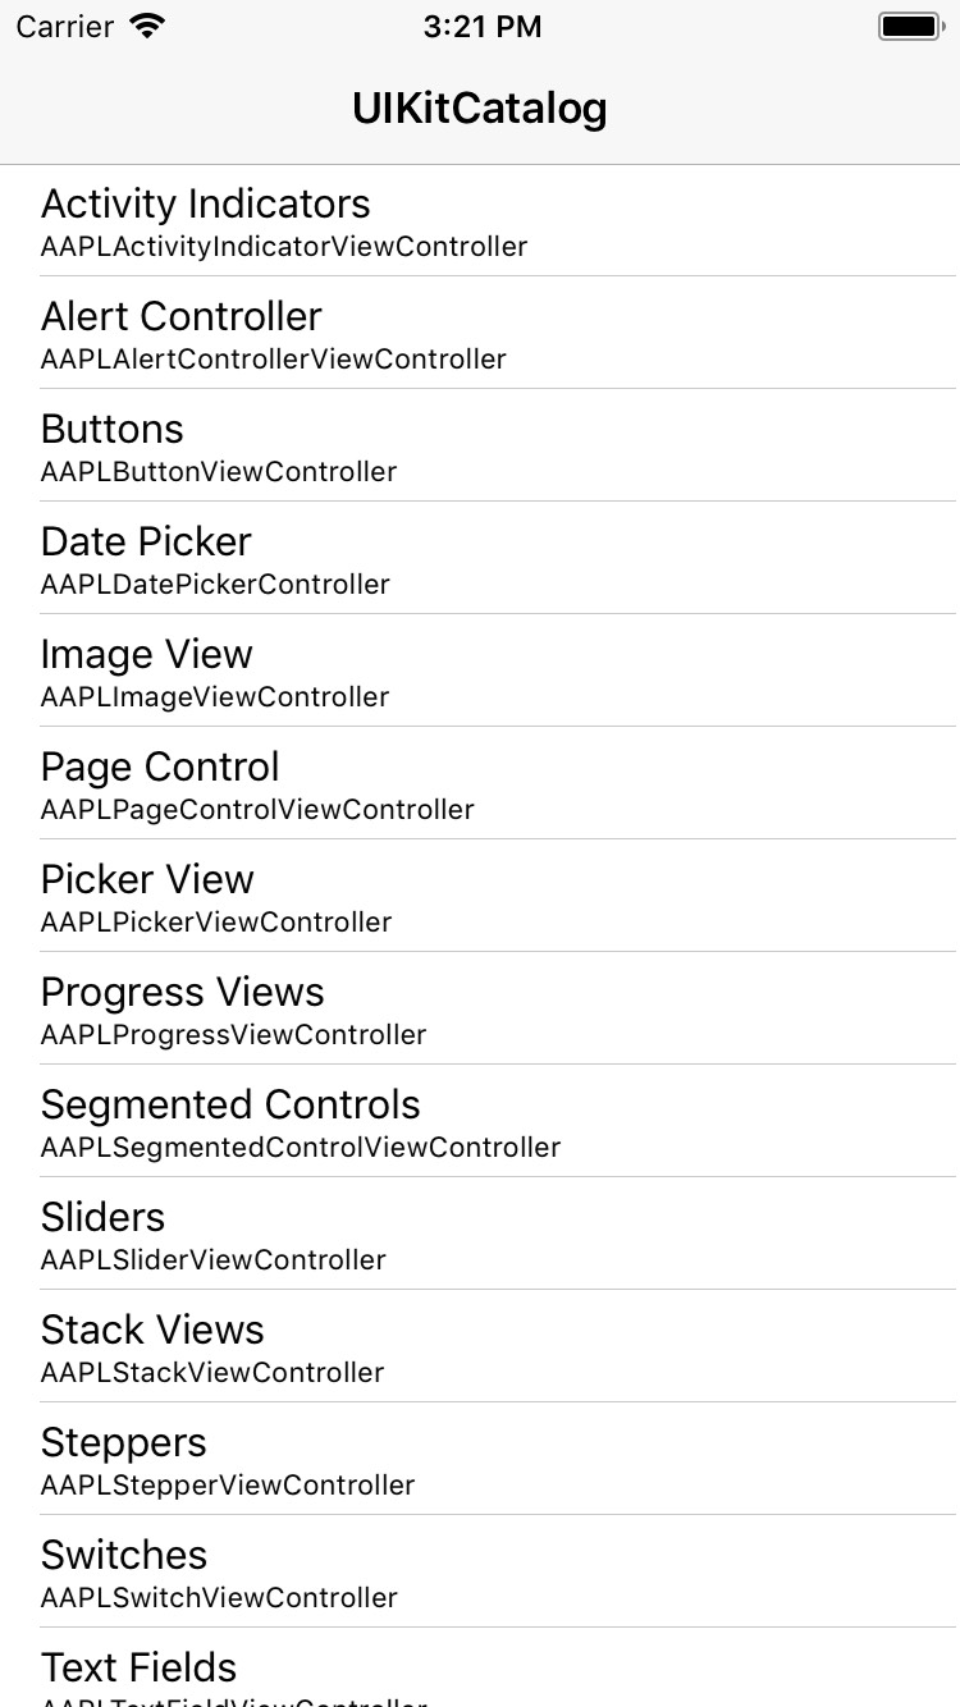 Carrier 3:21 PM
UIKitCatalog
Activity Indicators
AAPLActivityIndicatorViewController
Alert Controller
AAPLAlertControllerViewController
Buttons
AAPLButtonViewController
Date Picker
AAPLDatePickerController
Image View
AAPLImageViewController
Page Control
AAPLPageControlViewController
Picker View
AAPLPickerViewController
Progress Views
AAPLProgressViewController
Segmented Controls
AAPLSegmentedControlViewController
Sliders
AAPLSliderViewController
Stack Views
AAPLStackViewController
Steppers
AAPLStepperViewController
Switches
AAPLSwitchViewController
Text Fields
AAPLTextFieldViewController